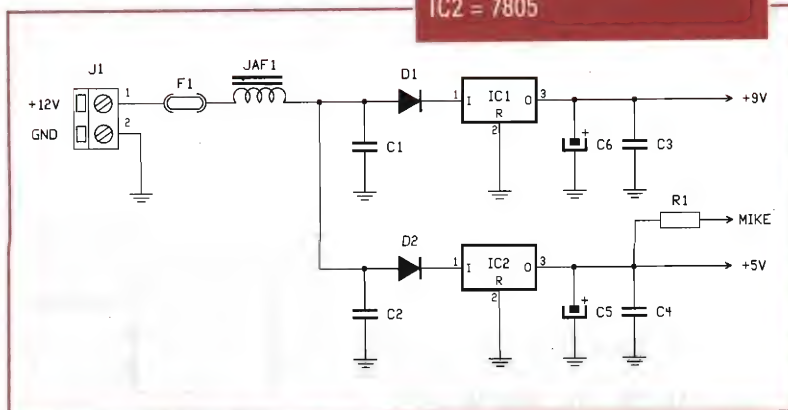 IC2 = 7805
J1
F1
JAF1
D1
+12V
GND
1
2
C1
1
I
IC1
O
R
3
2
C6
+
C3
+9V
R1
MIKE
D2
C2
1
I
IC2
O
R
3
2
C5
+
C4
+5V